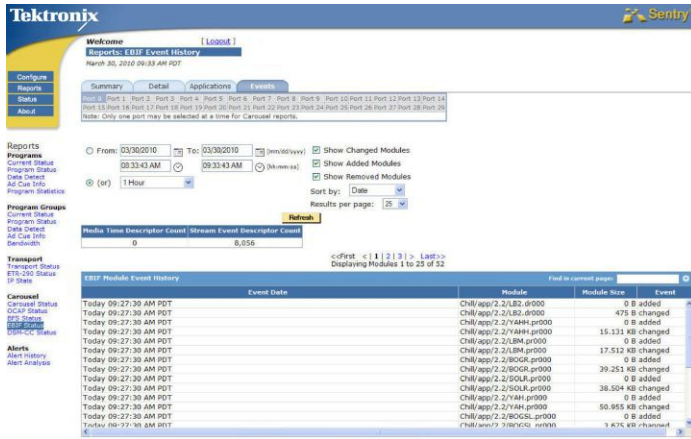 Tektronix
Sentry
Welcome [ Logout ]
Reports: EBIF Event History
March 30, 2010 09:33 AM PDT
Configure
Reports
Status
About
Summary Detail Applications Events
Port 0 Port 1 Port 2 Port 3 Port 4 Port 5 Port 6 Port 7 Port 8 Port 9 Port 10 Port 11 Port 12 Port 13 Port 14
Port 15 Port 16 Port 17 Port 18 Port 19 Port 20 Port 21 Port 22 Port 23 Port 24 Port 25 Port 26 Port 27 Port 28 Port 29
Note: Only one port may be selected at a time for Carousel reports.
Reports
Programs
Current Status
Program Status
Data Detect
Ad Cue Info
Program Statistics
Program Groups
Current Status
Program Status
Data Detect
Ad Cue Info
Bandwidth
Transport
Transport Status
ETR-290 Status
IP Stats
Carousel
Carousel Status
OCAP Status
BFS Status
EBIF Status
DSM-CC Status
Alerts
Alert History
Alert Analysis
From: 03/30/2010 To: 03/30/2010 (mm/dd/yyyy)
08:33:43 AM 09:33:43 AM (hh:mm:ss)
(or) 1 Hour
Show Changed Modules
Show Added Modules
Show Removed Modules
Sort by: Date
Results per page: 25
Refresh
Media Time Descriptor Count Stream Event Descriptor Count
0 8,056
<<First < | 1 | 2 | 3 | > Last>>
Displaying Modules 1 to 25 of 52
EBIF Module Event History Find in current page:
Event Date Module Module Size Event
Today 09:27:30 AM PDT Chill/app/2.2/LB2.dr000 0 B added
Today 09:27:30 AM PDT Chill/app/2.2/LB2.dr000 475 B changed
Today 09:27:30 AM PDT Chill/app/2.2/YAHH.pr000 0 B added
Today 09:27:30 AM PDT Chill/app/2.2/YAHH.pr000 15.131 KB changed
Today 09:27:30 AM PDT Chill/app/2.2/LBM.pr000 0 B added
Today 09:27:30 AM PDT Chill/app/2.2/LBM.pr000 17.512 KB changed
Today 09:27:30 AM PDT Chill/app/2.2/BOGR.pr000 0 B added
Today 09:27:30 AM PDT Chill/app/2.2/BOGR.pr000 39.251 KB changed
Today 09:27:30 AM PDT Chill/app/2.2/SOLR.pr000 0 B added
Today 09:27:30 AM PDT Chill/app/2.2/SOLR.pr000 38.504 KB changed
Today 09:27:30 AM PDT Chill/app/2.2/YAH.pr000 0 B added
Today 09:27:30 AM PDT Chill/app/2.2/YAH.pr000 50.955 KB changed
Today 09:27:30 AM PDT Chill/app/2.2/BOGSL.pr000 0 B added
Today 09:27:30 AM PDT Chill/app/2.2/BOGSL.pr000 3.675 KB changed